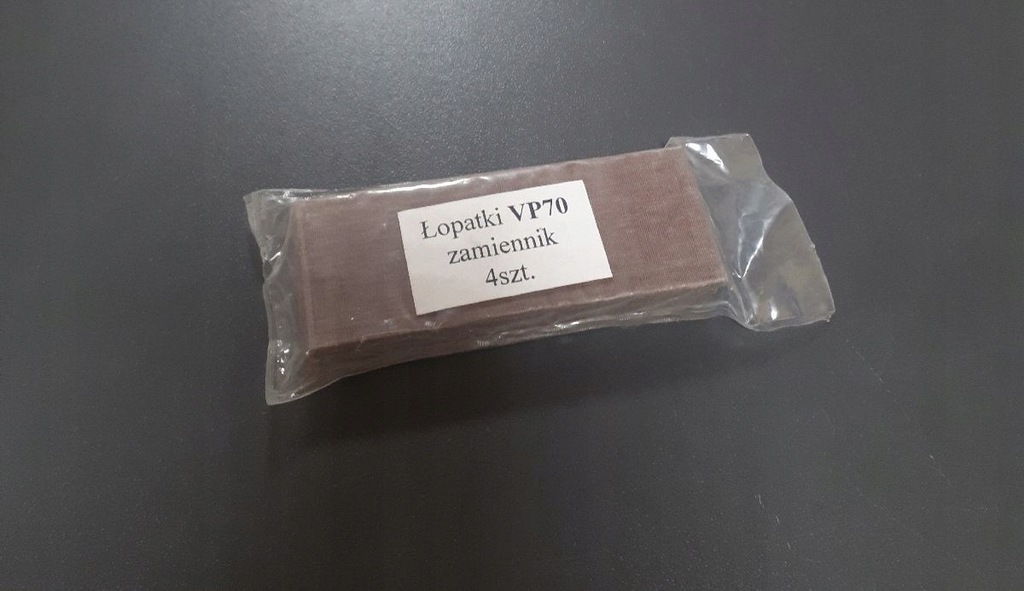 Łopatki VP70
zamiennik
4szt.